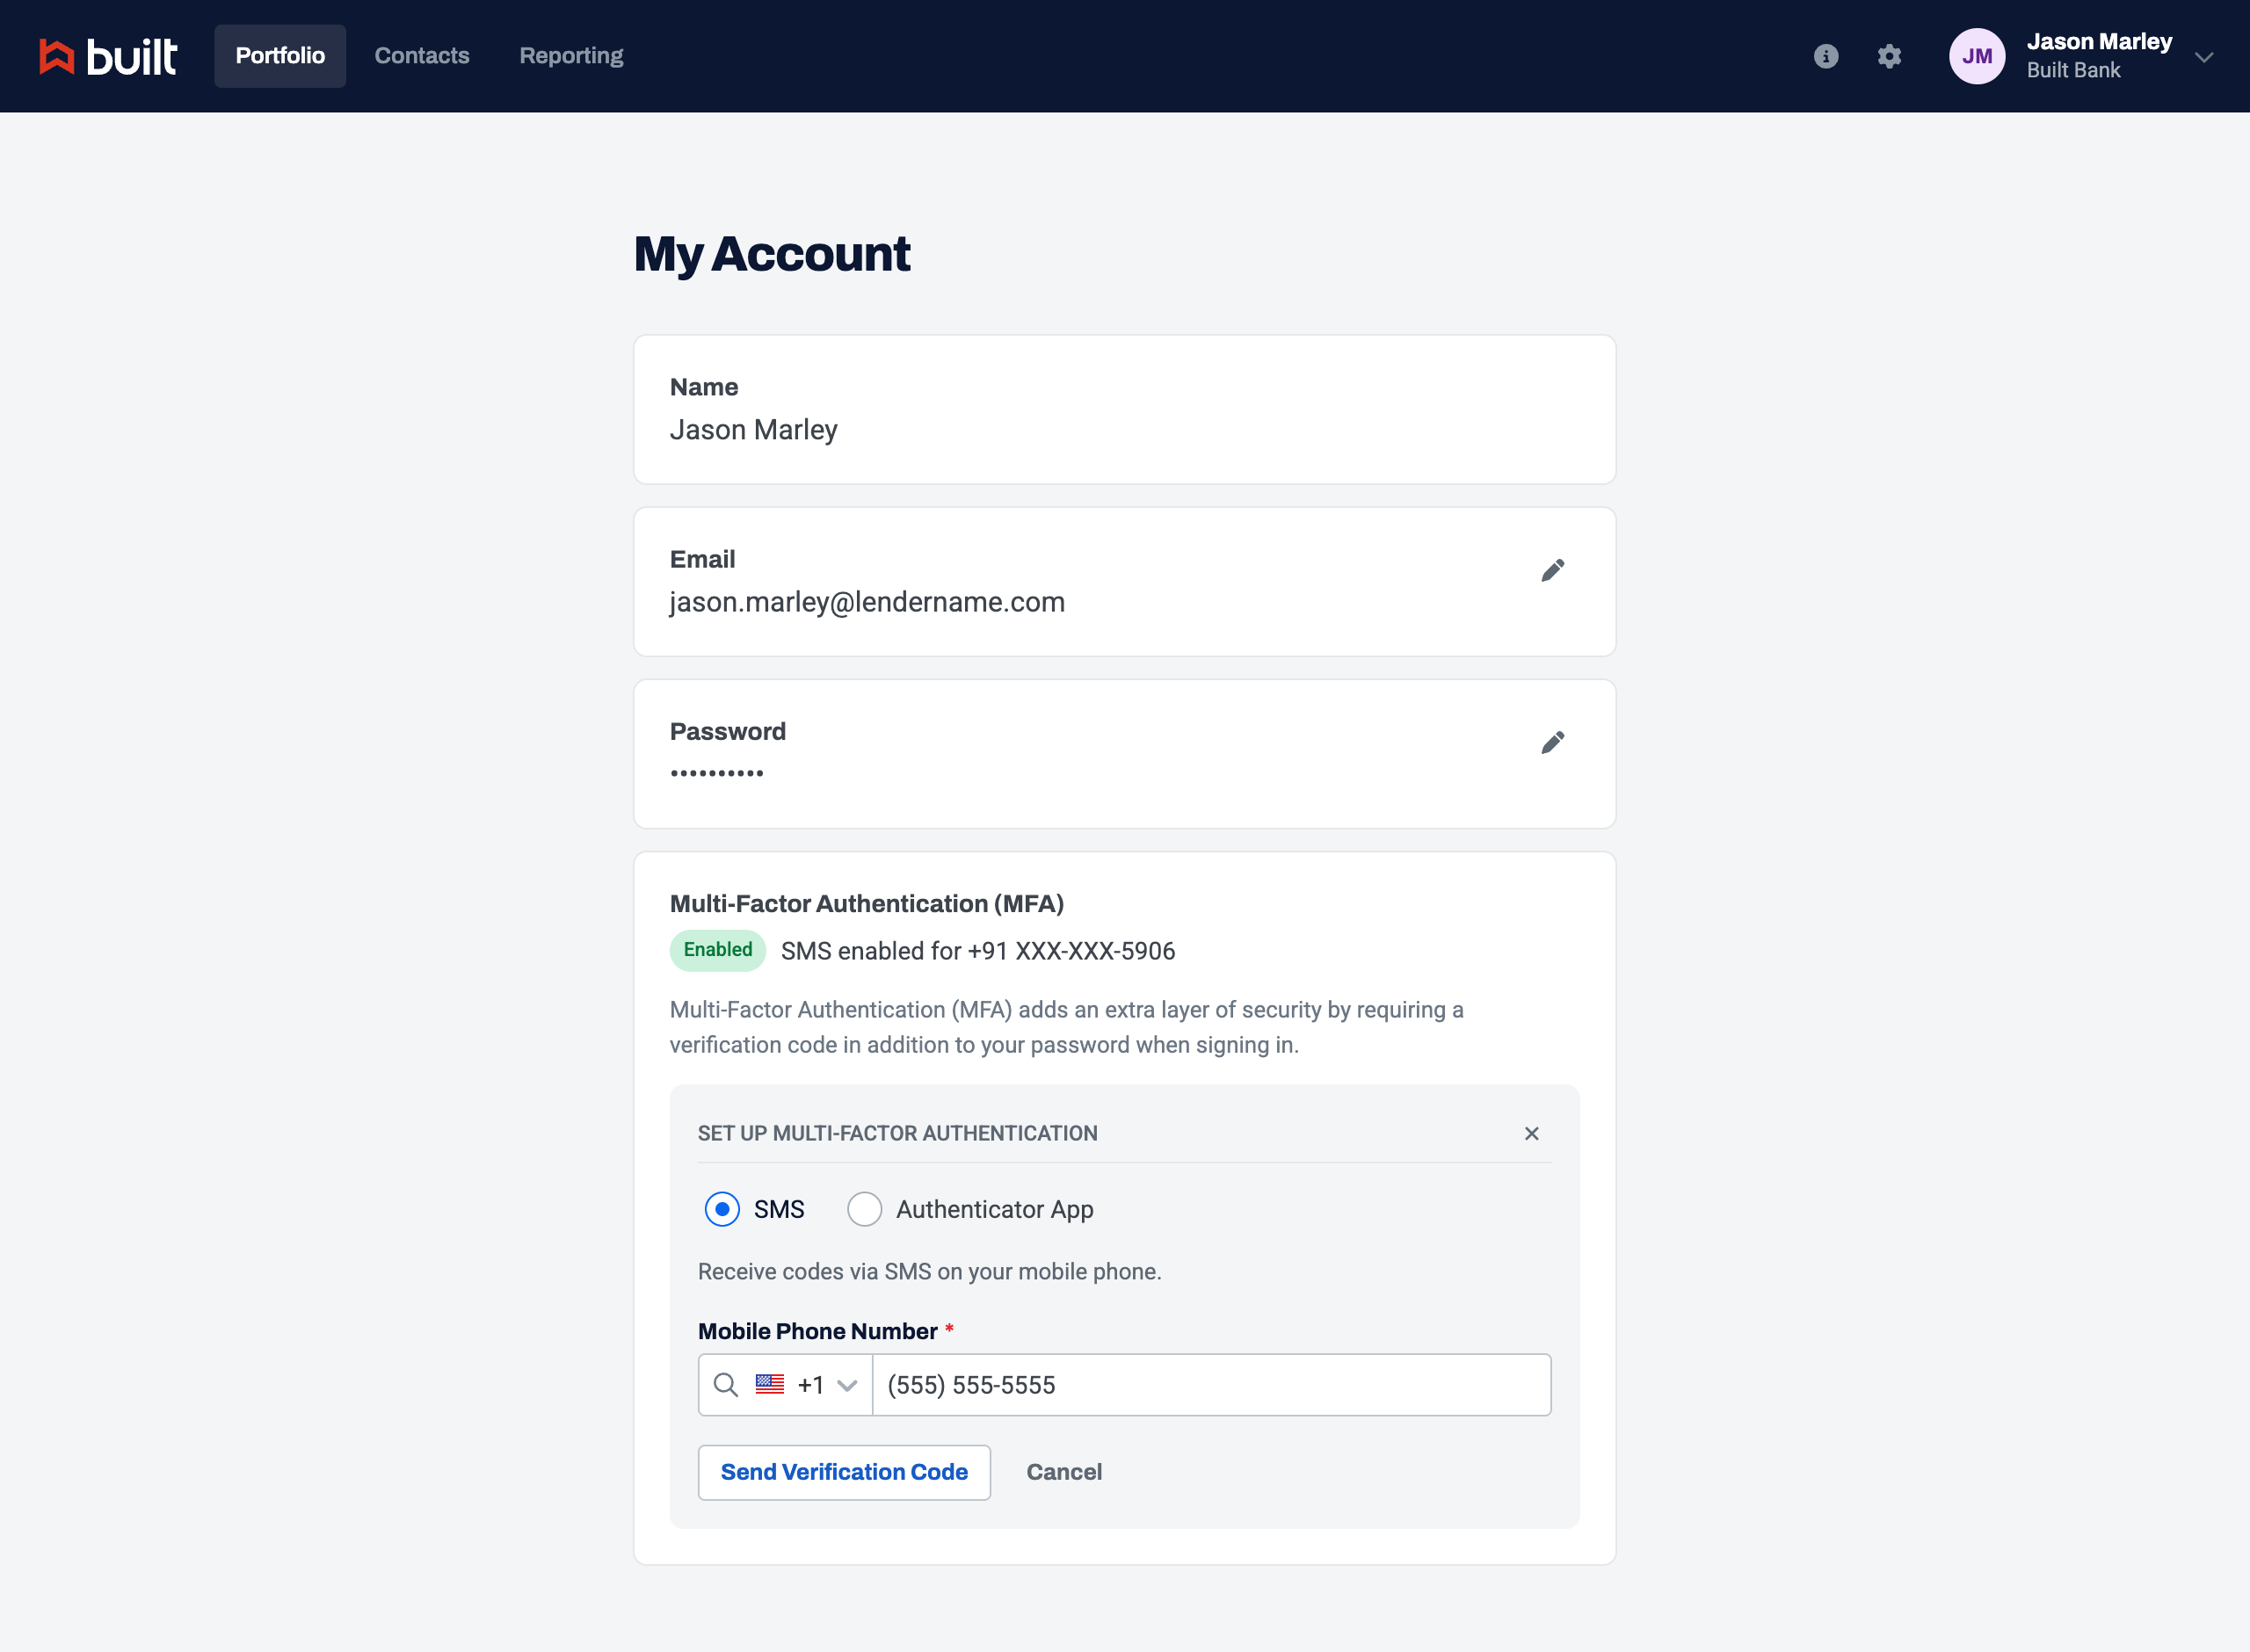 built
Portfolio
Contacts
Reporting
JM
Jason Marley
Built Bank
My Account
Name
Jason Marley
Email
jason.marley@lendername.com
Password
••••••••••
Multi-Factor Authentication (MFA)
Enabled
SMS enabled for +91 XXX-XXX-5906
Multi-Factor Authentication (MFA) adds an extra layer of security by requiring a
verification code in addition to your password when signing in.
SET UP MULTI-FACTOR AUTHENTICATION
SMS
Authenticator App
Receive codes via SMS on your mobile phone.
Mobile Phone Number *
+1
(555) 555-5555
Send Verification Code
Cancel